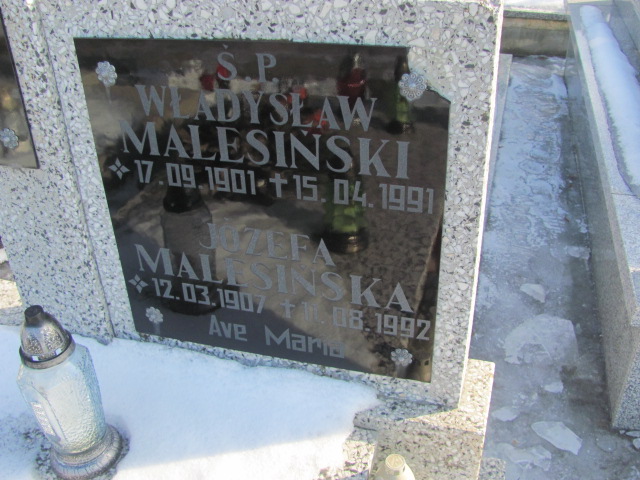 Ś. P.
WŁADYSŁAW
MALESIŃSKI
17.09.1901 + 15.04.1991
JÓZEFA
MALESIŃSKA
12.03.1907 + 11.08.1992
Ave Maria